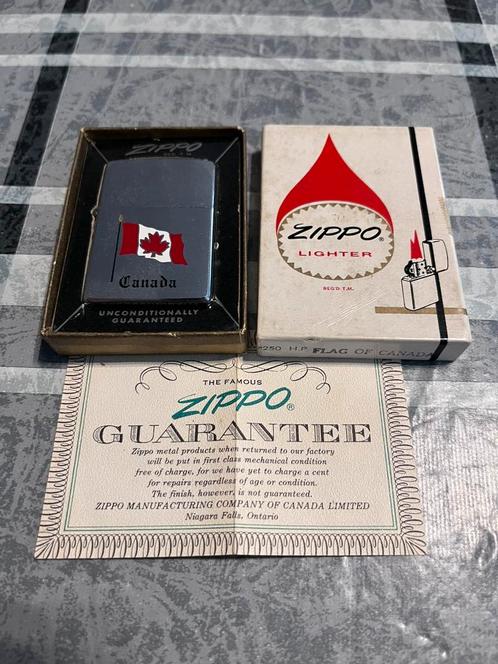 ZIPPO
Canada
UNCONDITIONALLY
GUARANTEED
ZIPPO®
LIGHTER
REG'D T.M.
#250 H.P. FLAG OF CANADA
THE FAMOUS
ZIPPO®
GUARANTEE
Zippo metal products when returned to our factory
will be put in first class mechanical condition
free of charge, for we have yet to charge a cent
for repairs regardless of age or condition.
The finish, however, is not guaranteed.
ZIPPO MANUFACTURING COMPANY OF CANADA LIMITED
Niagara Falls, Ontario